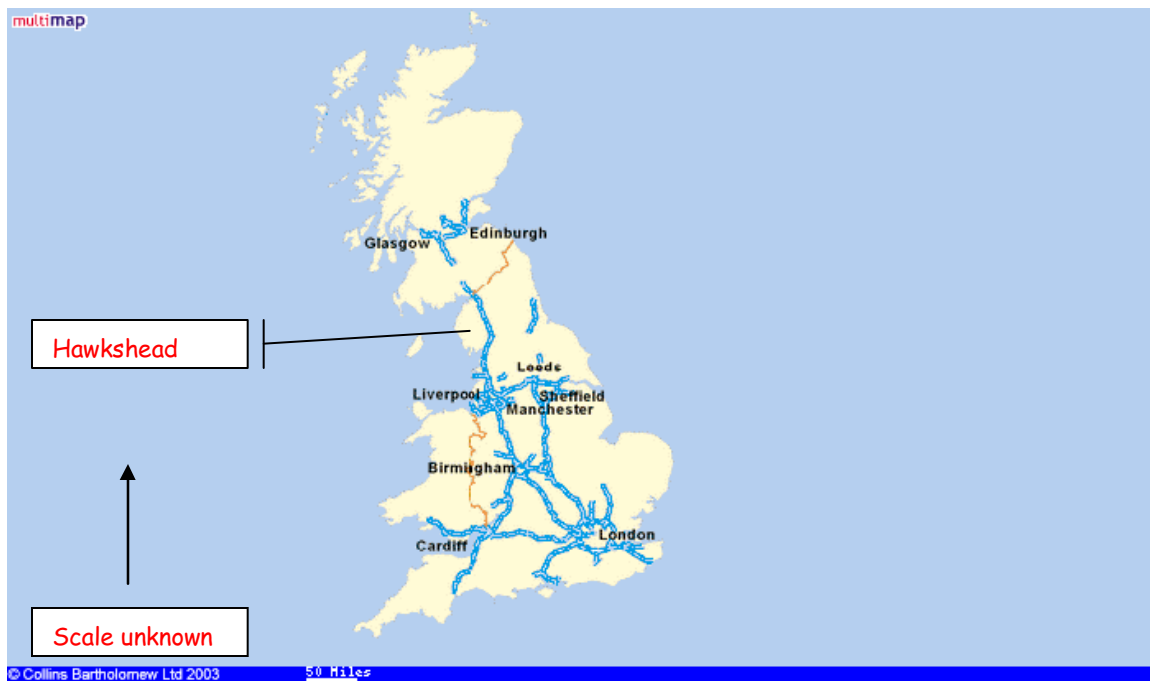 multimap
Edinburgh
Glasgow
Hawkshead
Leeds
Liverpool
Sheffield
Manchester
Birmingham
London
Cardiff
Scale unknown
© Collins Bartholomew Ltd 2003
50 Miles